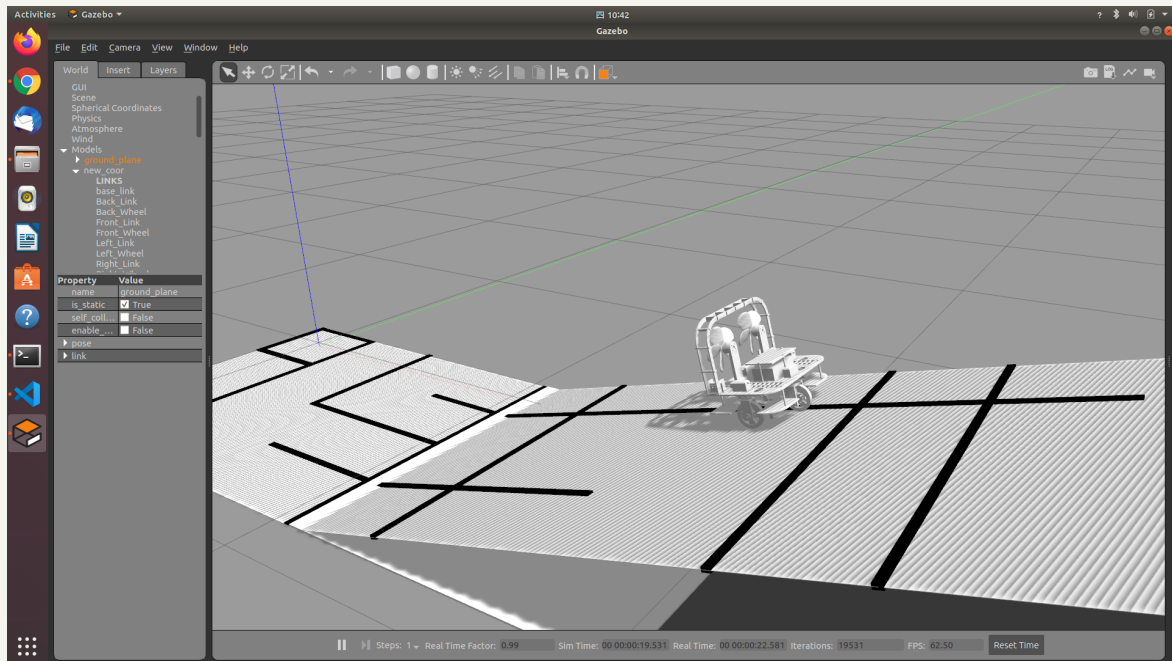 Activities Gazebo 10:42 ?
Gazebo
File Edit Camera View Window Help
World Insert Layers
GUI
Scene
Spherical Coordinates
Physics
Atmosphere
Wind
Models
ground_plane
new_coor
LINKS
base_link
Back_Link
Back_Wheel
Front_Link
Front_Wheel
Left_Link
Left_Wheel
Right_Link
Property Value
name ground_plane
is_static True
self_coll... False
enable_... False
pose
link
Steps: 1 Real Time Factor: 0.99 Sim Time: 00 00:00:19.531 Real Time: 00 00:00:22.581 Iterations: 19531 FPS: 62.50 Reset Time